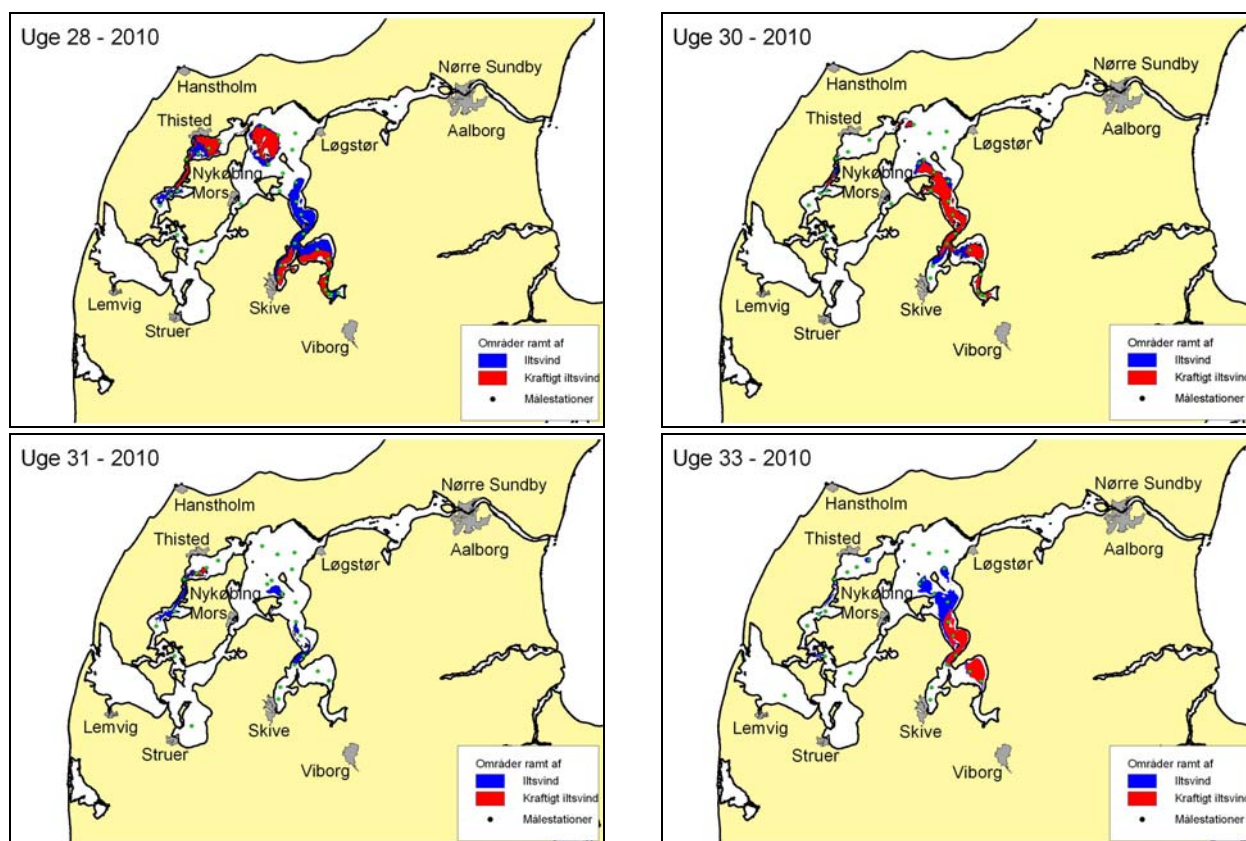 Uge 28 - 2010
Hanstholm
Nørre Sundby
Thisted
Aalborg
Løgstør
Nykøbing
Mors
Lemvig
Struer
Skive
Viborg
Områder ramt af
Iltsvind
Kraftigt iltsvind
Målestationer
Uge 30 - 2010
Hanstholm
Nørre Sundby
Thisted
Aalborg
Løgstør
Nykøbing
Mors
Lemvig
Struer
Skive
Viborg
Områder ramt af
Iltsvind
Kraftigt iltsvind
Målestationer
Uge 31 - 2010
Hanstholm
Nørre Sundby
Thisted
Aalborg
Løgstør
Nykøbing
Mors
Lemvig
Struer
Skive
Viborg
Områder ramt af
Iltsvind
Kraftigt iltsvind
Målestationer
Uge 33 - 2010
Hanstholm
Nørre Sundby
Thisted
Aalborg
Løgstør
Nykøbing
Mors
Lemvig
Struer
Skive
Viborg
Områder ramt af
Iltsvind
Kraftigt iltsvind
Målestationer